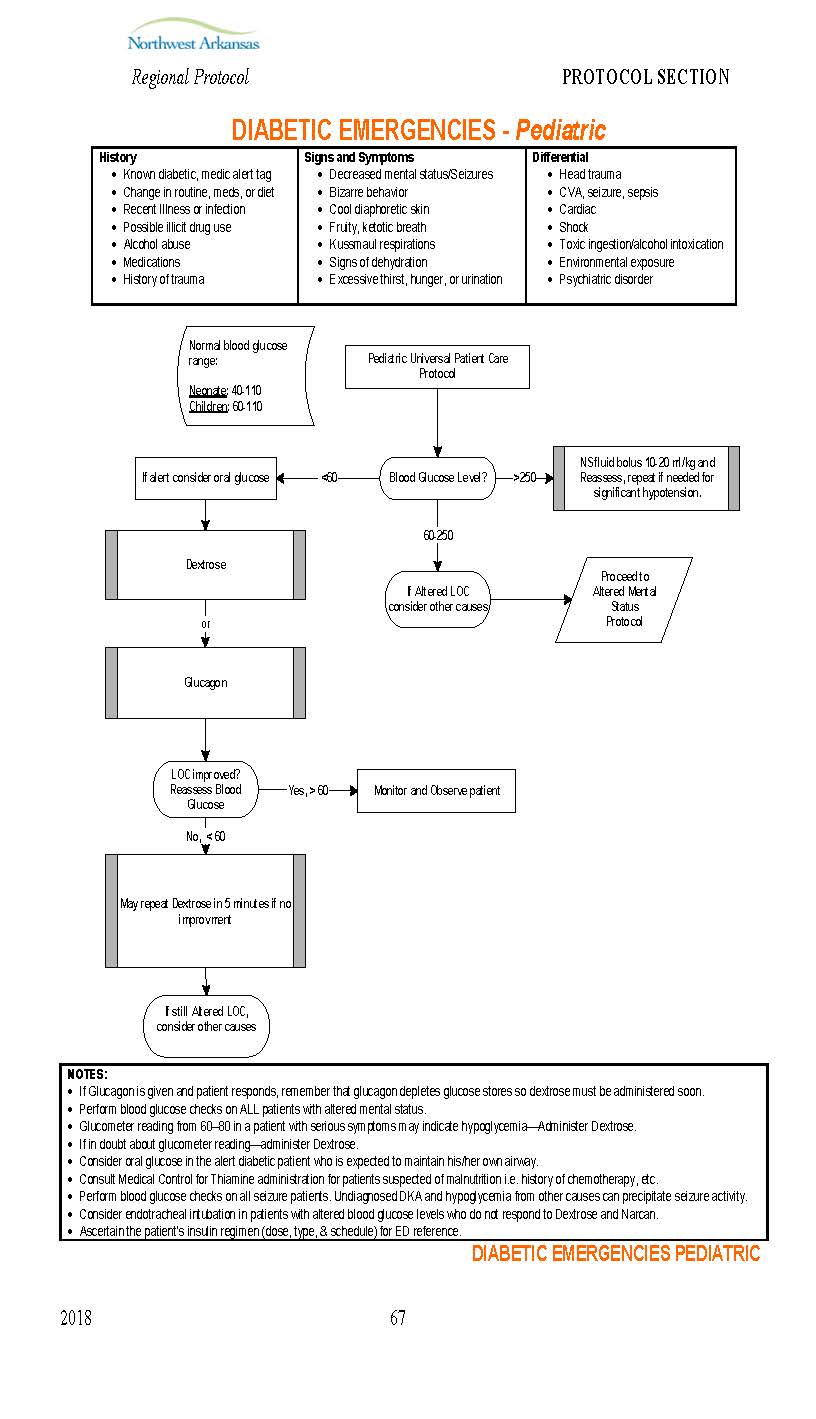 Northwest Arkansas
Regional Protocol
PROTOCOL SECTION
DIABETIC EMERGENCIES - Pediatric
History
• Known diabetic, medic alert tag
• Change in routine, meds, or diet
• Recent Illness or infection
• Possible illicit drug use
• Alcohol abuse
• Medications
• History of trauma
Signs and Symptoms
• Decreased mental status/Seizures
• Bizarre behavior
• Cool diaphoretic skin
• Fruity, ketotic breath
• Kussmaul respirations
• Signs of dehydration
• Excessive thirst, hunger, or urination
Differential
• Head trauma
• CVA, seizure, sepsis
• Cardiac
• Shock
• Toxic ingestion/alcohol intoxication
• Environmental exposure
• Psychiatric disorder
Normal blood glucose
range:
Neonate: 40-110
Children: 60-110
Pediatric Universal Patient Care
Protocol
If alert consider oral glucose
<60
Blood Glucose Level?
>250
NS fluid bolus 10-20 ml/kg and
Reassess, repeat if needed for
significant hypotension.
60-250
Dextrose
If Altered LOC
consider other causes
Proceed to
Altered Mental
Status
Protocol
or
Glucagon
LOC improved?
Reassess Blood
Glucose
Yes, > 60
Monitor and Observe patient
No, < 60
May repeat Dextrose in 5 minutes if no
improvment
If still Altered LOC,
consider other causes
NOTES:
• If Glucagon is given and patient responds, remember that glucagon depletes glucose stores so dextrose must be administered soon.
• Perform blood glucose checks on ALL patients with altered mental status.
• Glucometer reading from 60–80 in a patient with serious symptoms may indicate hypoglycemia—Administer Dextrose.
• If in doubt about glucometer reading—administer Dextrose.
• Consider oral glucose in the alert diabetic patient who is expected to maintain his/her own airway.
• Consult Medical Control for Thiamine administration for patients suspected of malnutrition i.e. history of chemotherapy, etc.
• Perform blood glucose checks on all seizure patients. Undiagnosed DKA and hypoglycemia from other causes can precipitate seizure activity.
• Consider endotracheal intubation in patients with altered blood glucose levels who do not respond to Dextrose and Narcan.
• Ascertain the patient's insulin regimen (dose, type, & schedule) for ED reference.
DIABETIC EMERGENCIES PEDIATRIC
2018
67